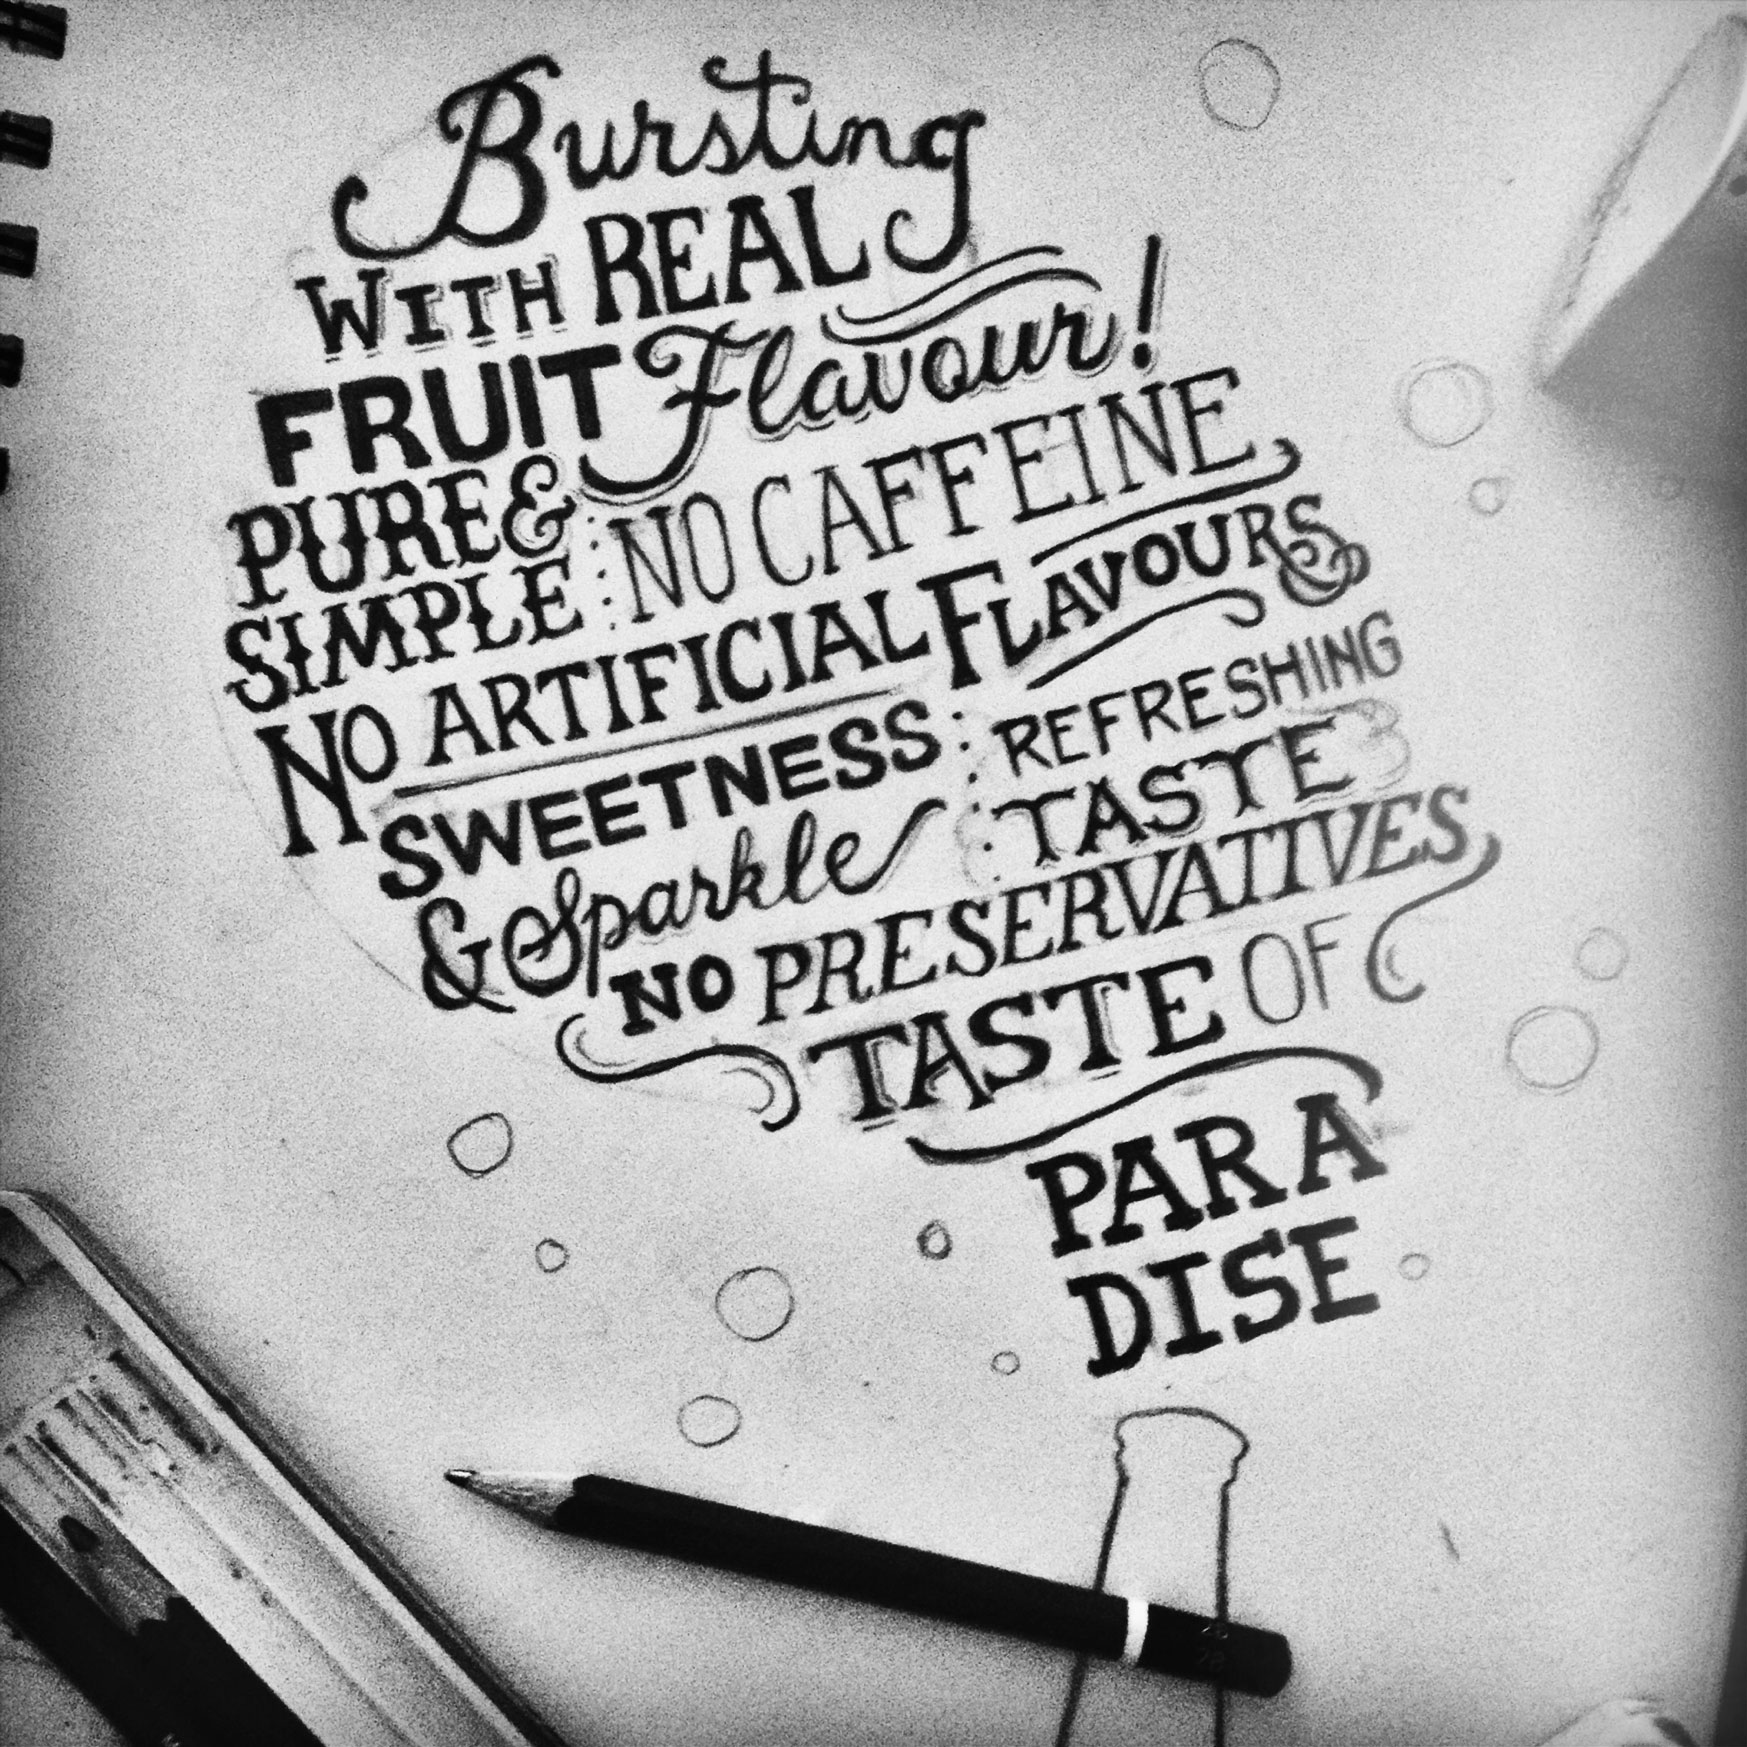 Bursting
WITH REAL
FRUIT Flavour!
PURE &
SIMPLE : NO CAFFEINE
NO ARTIFICIAL FLAVOURS
SWEETNESS : REFRESHING
& Sparkle : TASTE
NO PRESERVATIVES
TASTE OF
PARA
DISE